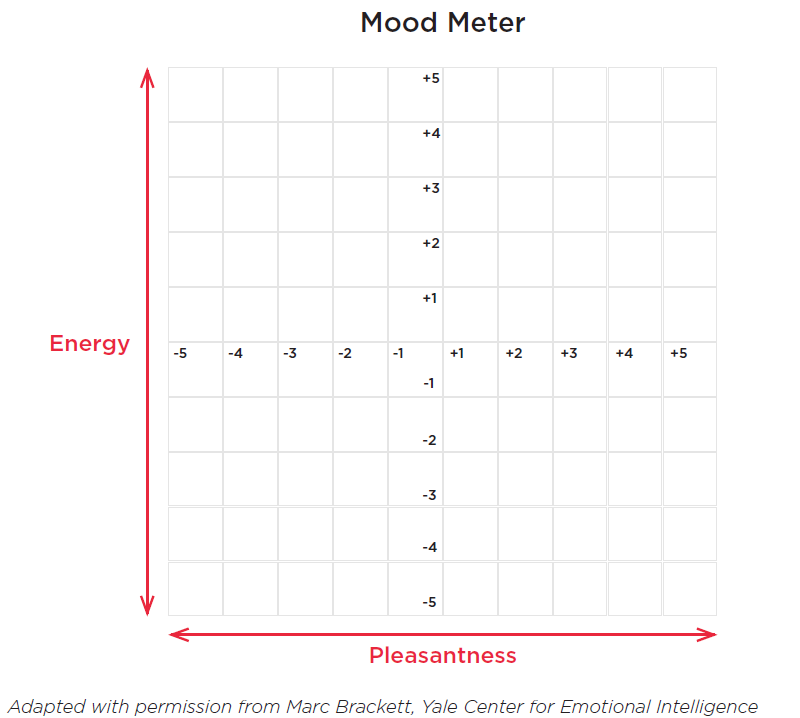 Mood Meter
+5
+4
+3
+2
+1
Energy
-5 -4 -3 -2 -1 +1 +2 +3 +4 +5
-1
-2
-3
-4
-5
Pleasantness
Adapted with permission from Marc Brackett, Yale Center for Emotional Intelligence